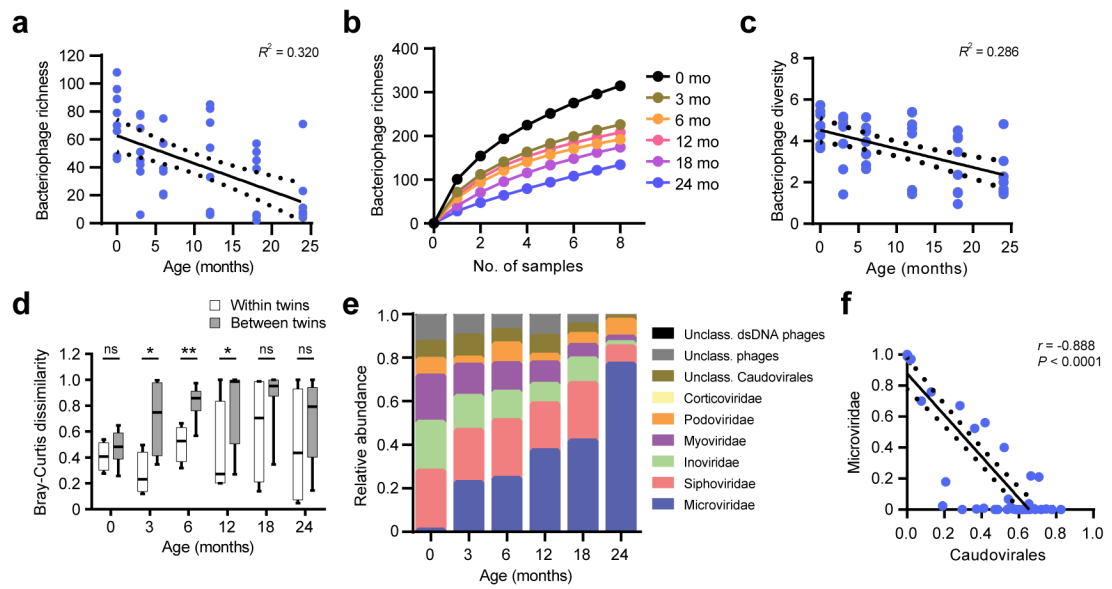 a
R² = 0.320
Bacteriophage richness
120
100
80
60
40
20
0
0 5 10 15 20 25
Age (months)
b
Bacteriophage richness
400
300
200
100
0
0 2 4 6 8
No. of samples
0 mo
3 mo
6 mo
12 mo
18 mo
24 mo
c
R² = 0.286
Bacteriophage diversity
8
6
4
2
0
0 5 10 15 20 25
Age (months)
d
Within twins
Between twins
Bray-Curtis dissimilarity
1.2
1.0
0.8
0.6
0.4
0.2
0
ns * ** * ns ns
0 3 6 12 18 24
Age (months)
e
Relative abundance
1.0
0.8
0.6
0.4
0.2
0
0 3 6 12 18 24
Age (months)
Unclass. dsDNA phages
Unclass. phages
Unclass. Caudovirales
Corticoviridae
Podoviridae
Myoviridae
Inoviridae
Siphoviridae
Microviridae
f
r = -0.888
P < 0.0001
Microviridae
1.0
0.8
0.6
0.4
0.2
0
0.0 0.2 0.4 0.6 0.8 1.0
Caudovirales